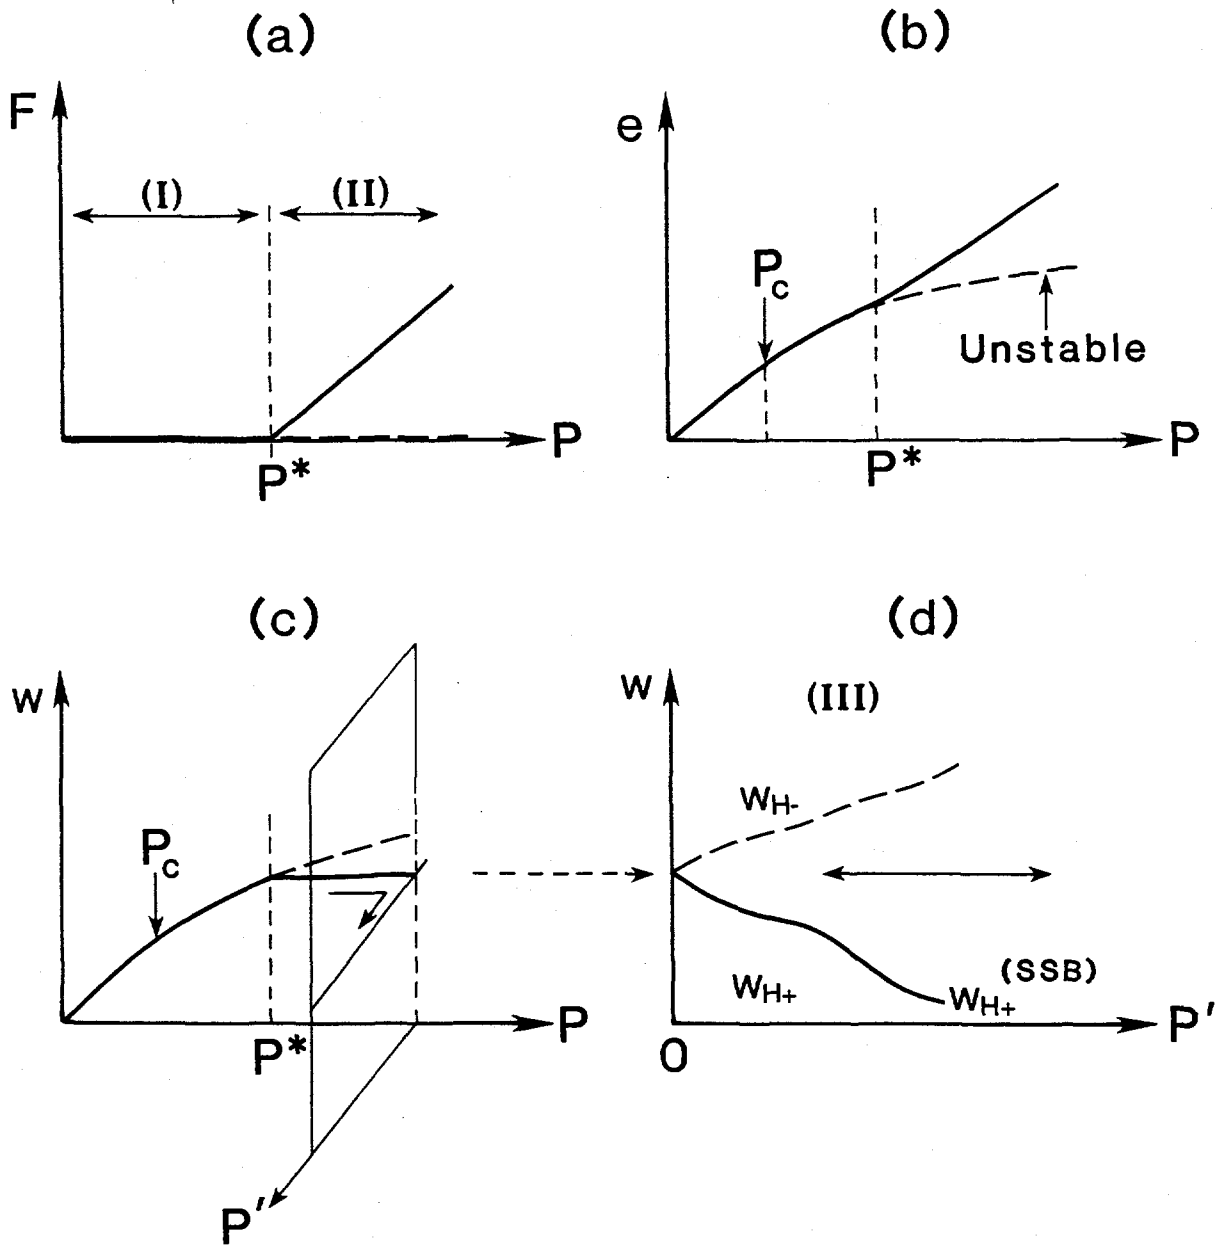 (a)
F
(I)
(II)
P
P*
(b)
e
Pc
Unstable
P
P*
(c)
w
Pc
P
P*
P'
(d)
w
(III)
WH-
WH+
(SSB)
WH+
P'
0